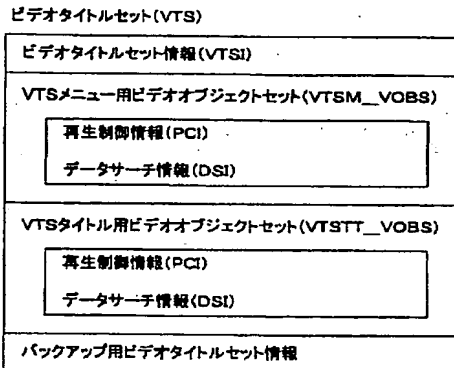 ビデオタイトルセット(VTS)
ビデオタイトルセット情報(VTSI)
VTSメニュー用ビデオオブジェクトセット(VTSM__VOBS)
再生制御情報(PCI)
データサーチ情報(DSI)
VTSタイトル用ビデオオブジェクトセット(VTSTT__VOBS)
再生制御情報(PCI)
データサーチ情報(DSI)
バックアップ用ビデオタイトルセット情報